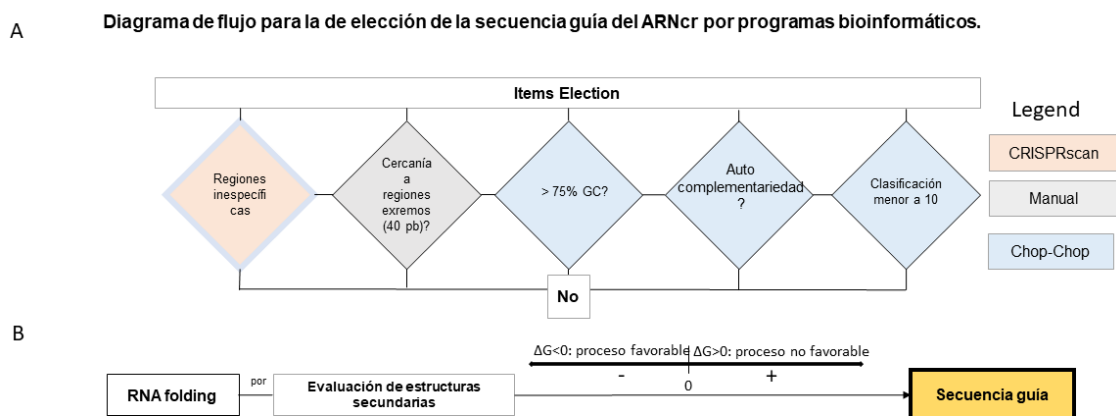 Diagrama de flujo para la de elección de la secuencia guía del ARNcr por programas bioinformáticos.
A
Items Election
Legend
Regiones
inespecífi
cas
Cercanía
a
regiones
exremos
(40 pb)?
> 75% GC?
Auto
complementariedad
?
Clasificación
menor a 10
CRISPRscan
Manual
Chop-Chop
No
B
ΔG<0: proceso favorable
ΔG>0: proceso no favorable
-
0
+
RNA folding
por
Evaluación de estructuras
secundarias
Secuencia guía